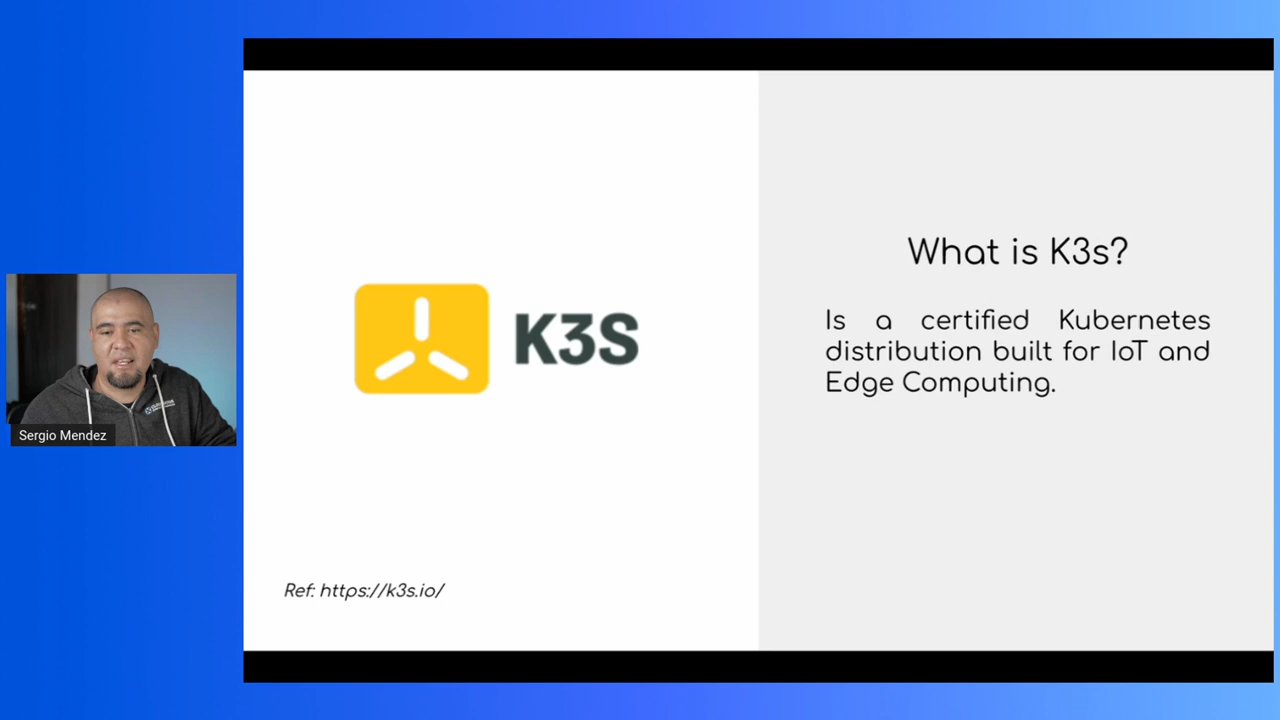 What is K3s?
Is a certified Kubernetes
distribution built for IoT and
Edge Computing.
K3S
Ref: https://k3s.io/
Sergio Mendez